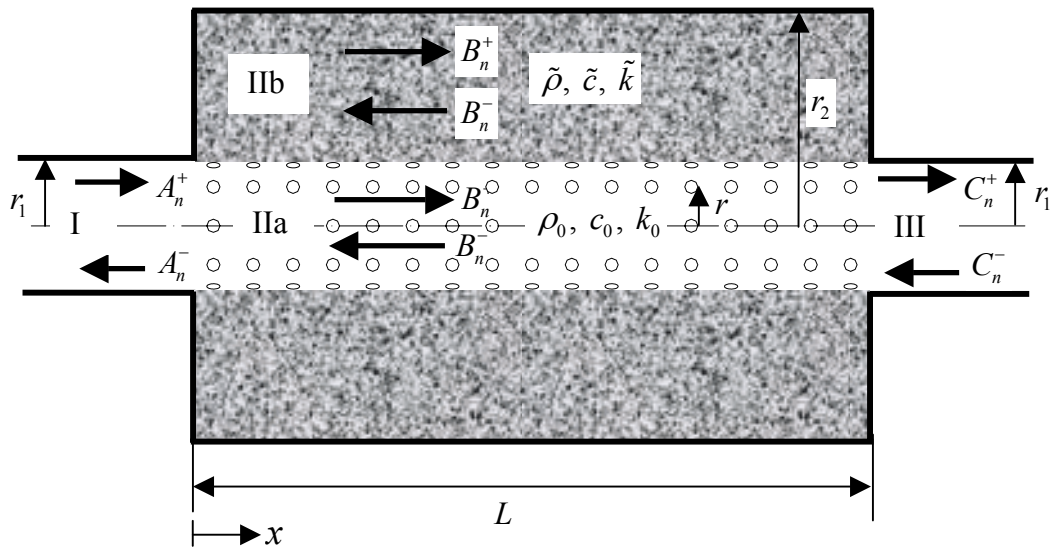 IIb
B_n^+
B_n^-
ρ̃, c̃, k̃
r_2
r_1
I
A_n^+
A_n^-
IIa
B_n^+
B_n^-
ρ_0, c_0, k_0
r
III
C_n^+
C_n^-
r_1
L
x